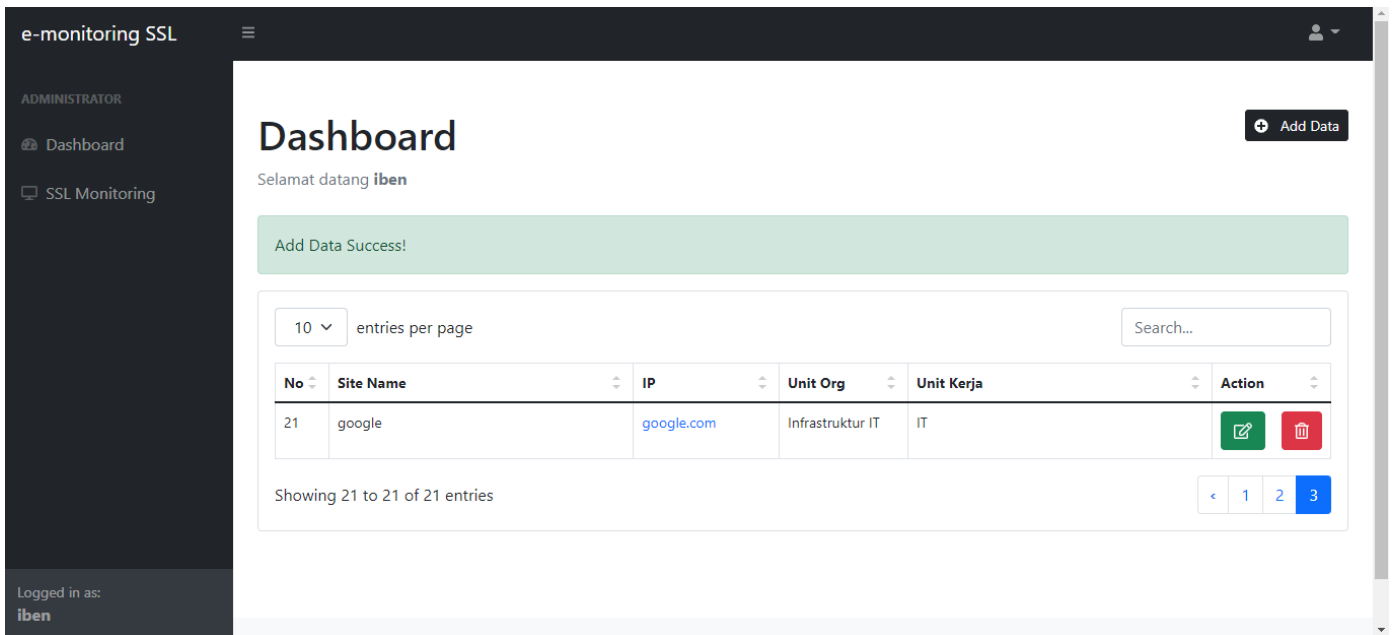 e-monitoring SSL
ADMINISTRATOR
Dashboard
SSL Monitoring
Dashboard
Add Data
Selamat datang iben
Add Data Success!
10 entries per page
Search...
No Site Name IP Unit Org Unit Kerja Action
21 google google.com Infrastruktur IT IT
Showing 21 to 21 of 21 entries
‹ 1 2 3
Logged in as:
iben